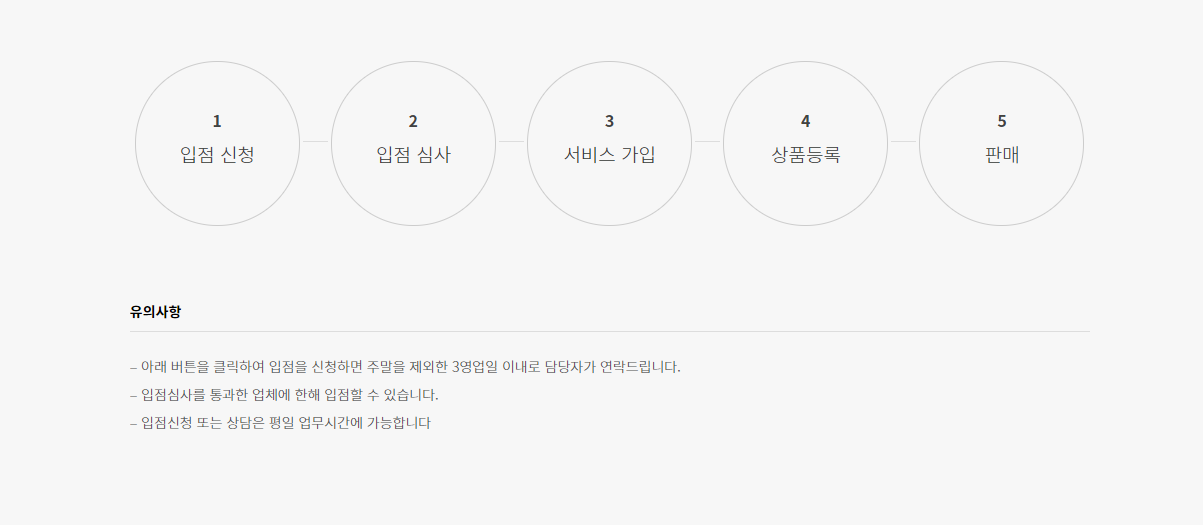 1
입점 신청
2
입점 심사
3
서비스 가입
4
상품등록
5
판매
유의사항
– 아래 버튼을 클릭하여 입점을 신청하면 주말을 제외한 3영업일 이내로 담당자가 연락드립니다.
– 입점심사를 통과한 업체에 한해 입점할 수 있습니다.
– 입점신청 또는 상담은 평일 업무시간에 가능합니다